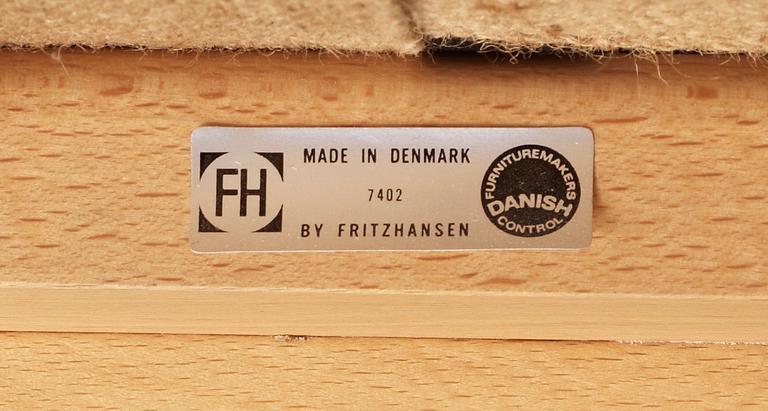 FH
MADE IN DENMARK
7402
BY FRITZHANSEN
FURNITUREMAKERS
DANISH
CONTROL